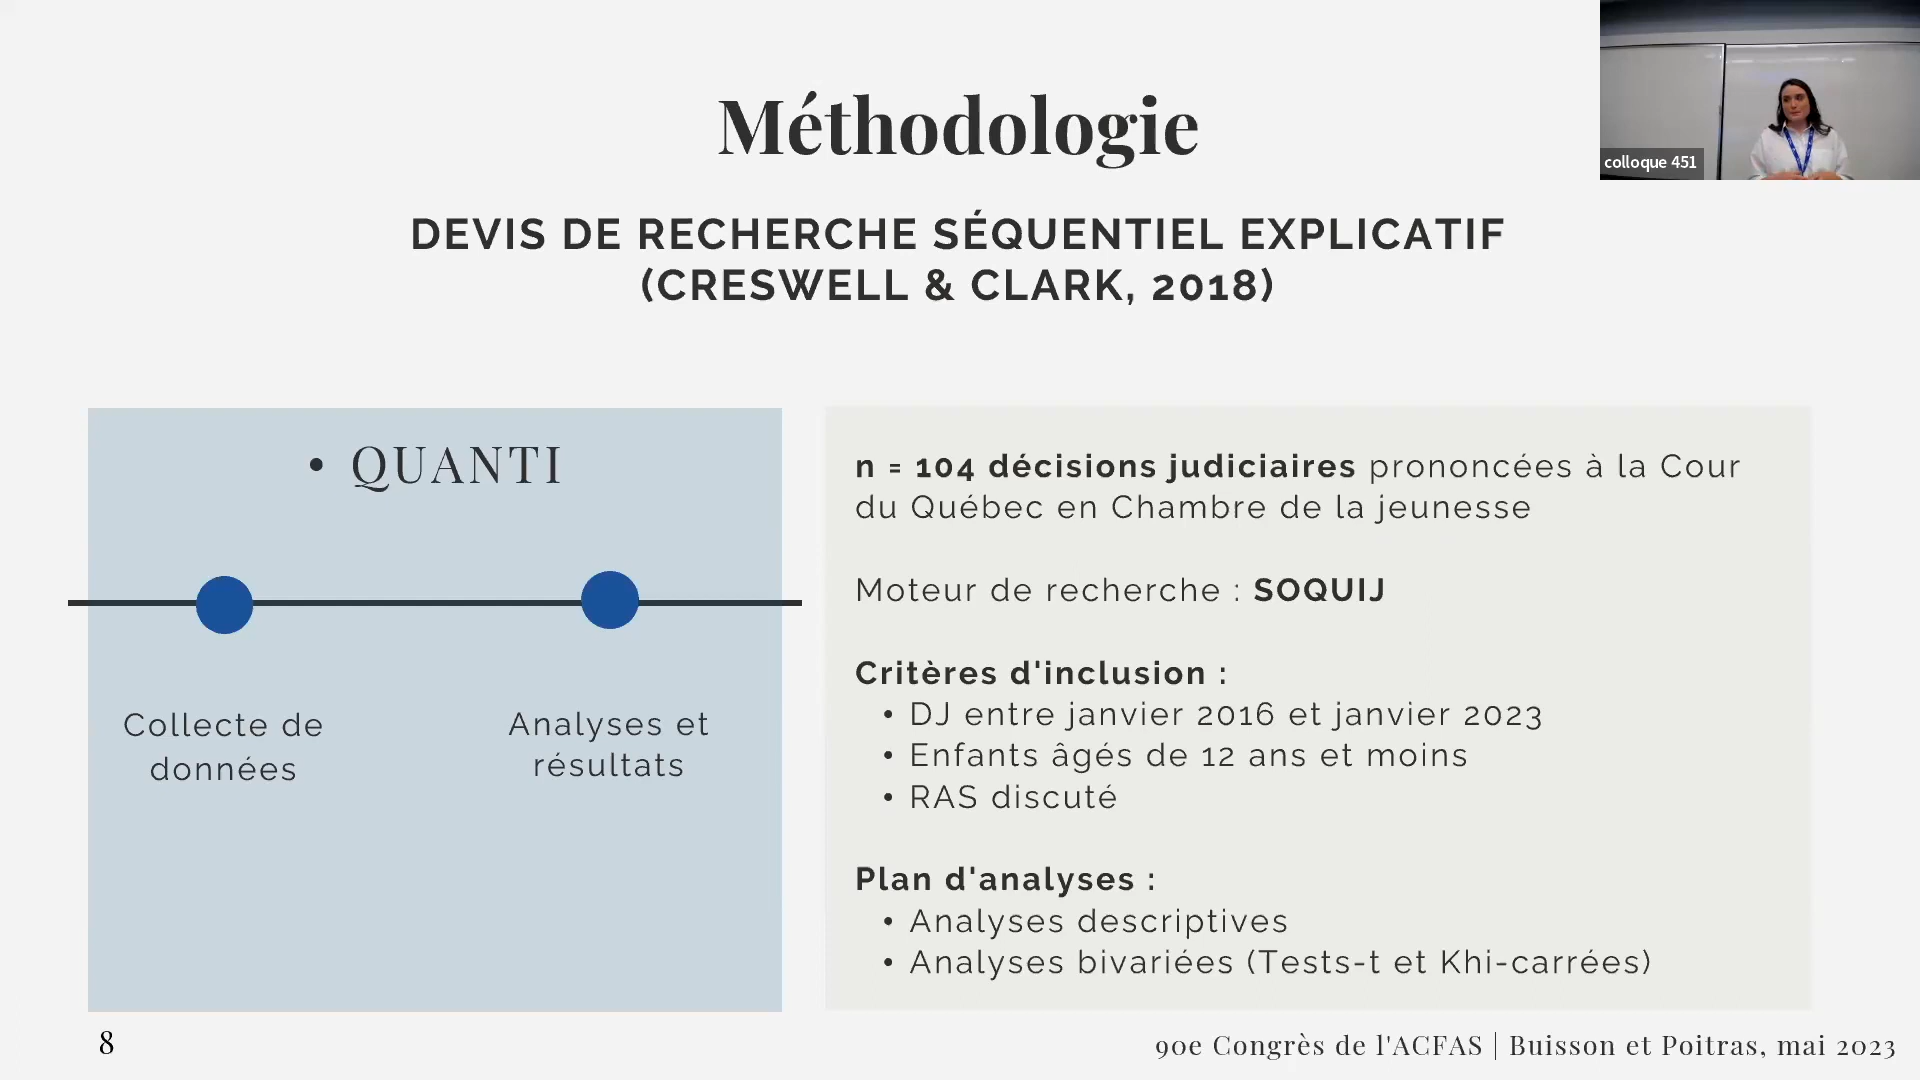 Méthodologie
colloque 451
DEVIS DE RECHERCHE SÉQUENTIEL EXPLICATIF
(CRESWELL & CLARK, 2018)
• QUANTI
Collecte de
données
Analyses et
résultats
n = 104 décisions judiciaires prononcées à la Cour
du Québec en Chambre de la jeunesse
Moteur de recherche : SOQUIJ
Critères d'inclusion :
• DJ entre janvier 2016 et janvier 2023
• Enfants âgés de 12 ans et moins
• RAS discuté
Plan d'analyses :
• Analyses descriptives
• Analyses bivariées (Tests-t et Khi-carrées)
8
90e Congrès de l'ACFAS | Buisson et Poitras, mai 2023